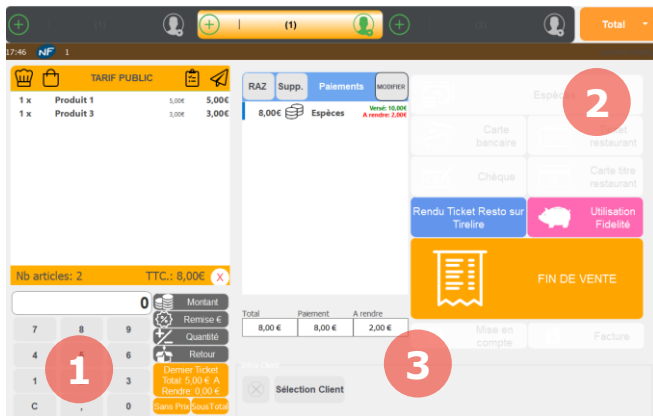 (1)
(1)
(1)
Total
17:46 NF 1
TARIF PUBLIC
1 x Produit 1 5,00€ 5,00€
1 x Produit 3 3,00€ 3,00€
Nb articles: 2 TTC.: 8,00€ X
0
7 8 9
4 6
1 3
C , 0
Montant
Remise €
Quantité
Retour
Dernier Ticket
Total: 5,00 € A
Rendre: 0,00 €
Sans Prix SousTotal
1
RAZ Supp. Paiements MODIFIER
8,00€ Espèces Versé: 10,00€
A rendre: 2,00€
Total Paiement A rendre
8,00 € 8,00 € 2,00 €
Sélection Client
3
Espèces
2
Carte
bancaire
restaurant
Chèque
Carte titre
restaurant
Rendu Ticket Resto sur
Tirelire
Utilisation
Fidelité
FIN DE VENTE
Mise en
compte
Facture